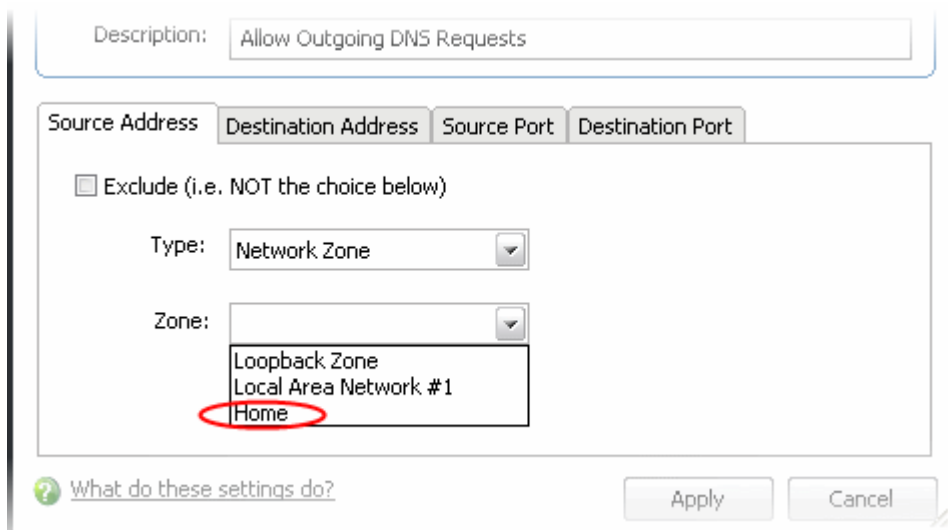 Description: Allow Outgoing DNS Requests
Source Address Destination Address Source Port Destination Port
Exclude (i.e. NOT the choice below)
Type: Network Zone
Zone:
Loopback Zone
Local Area Network #1
Home
What do these settings do? Apply Cancel